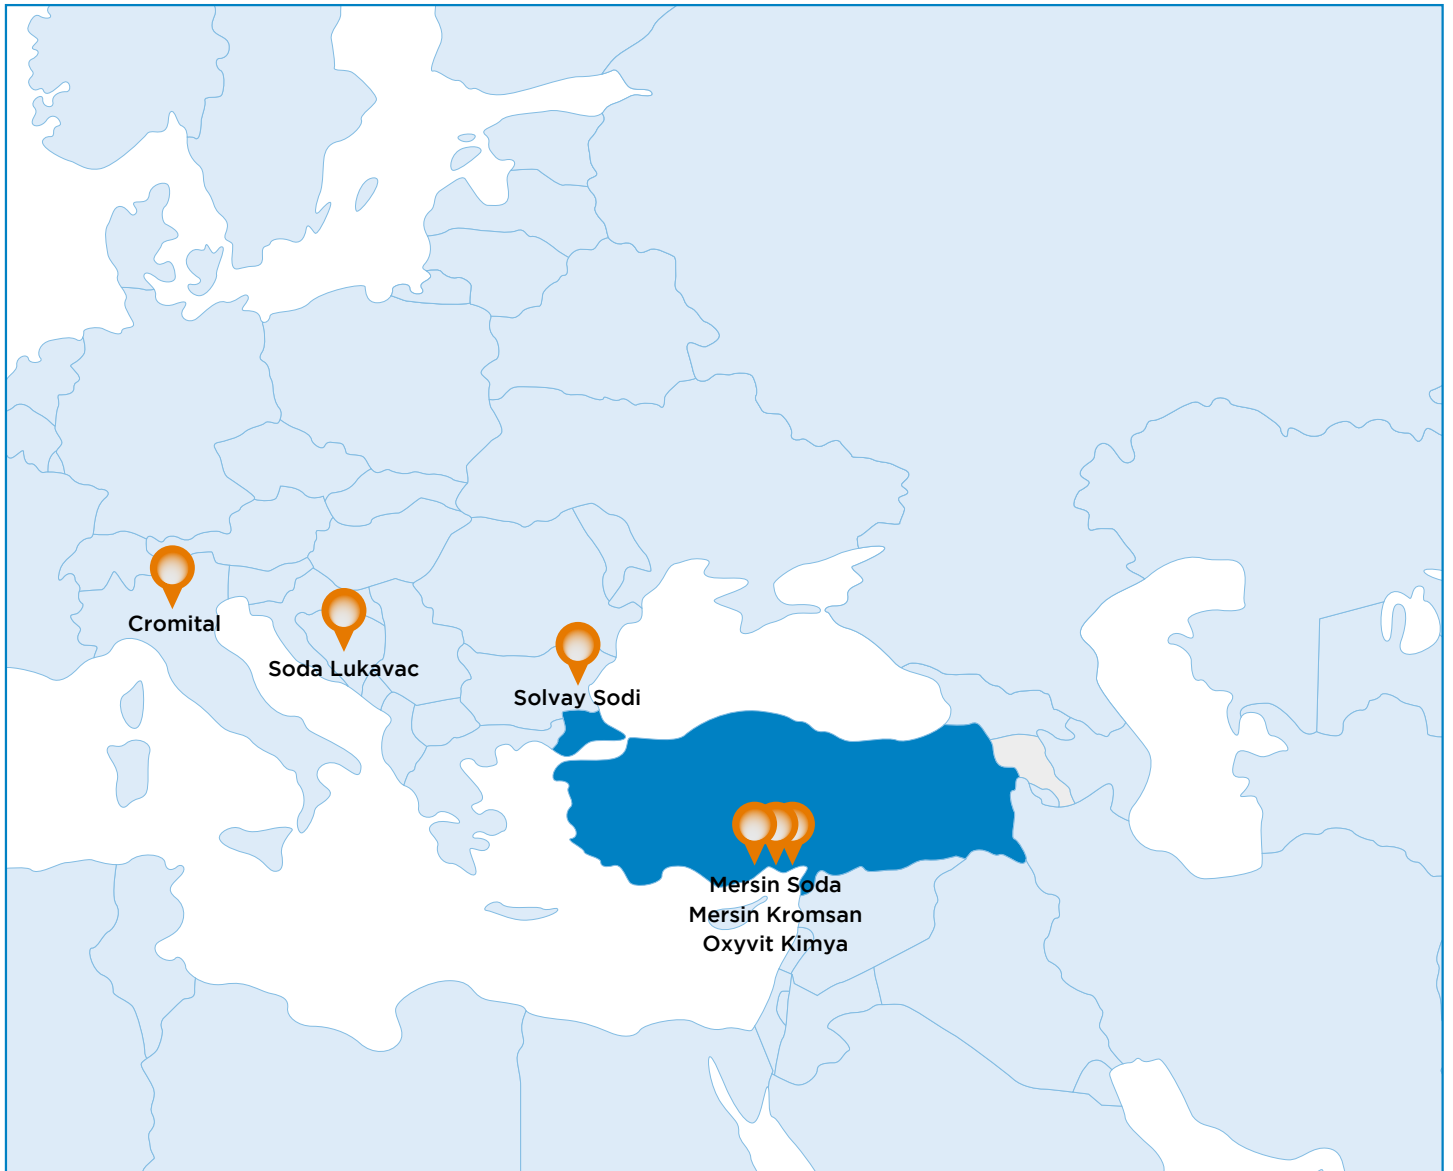 Cromital
Soda Lukavac
Solvay Sodi
Mersin Soda
Mersin Kromsan
Oxyvit Kimya